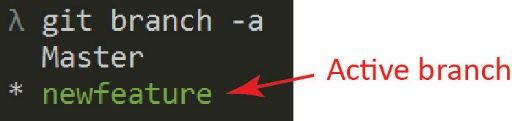 λ git branch -a
Master
* newfeature
Active branch